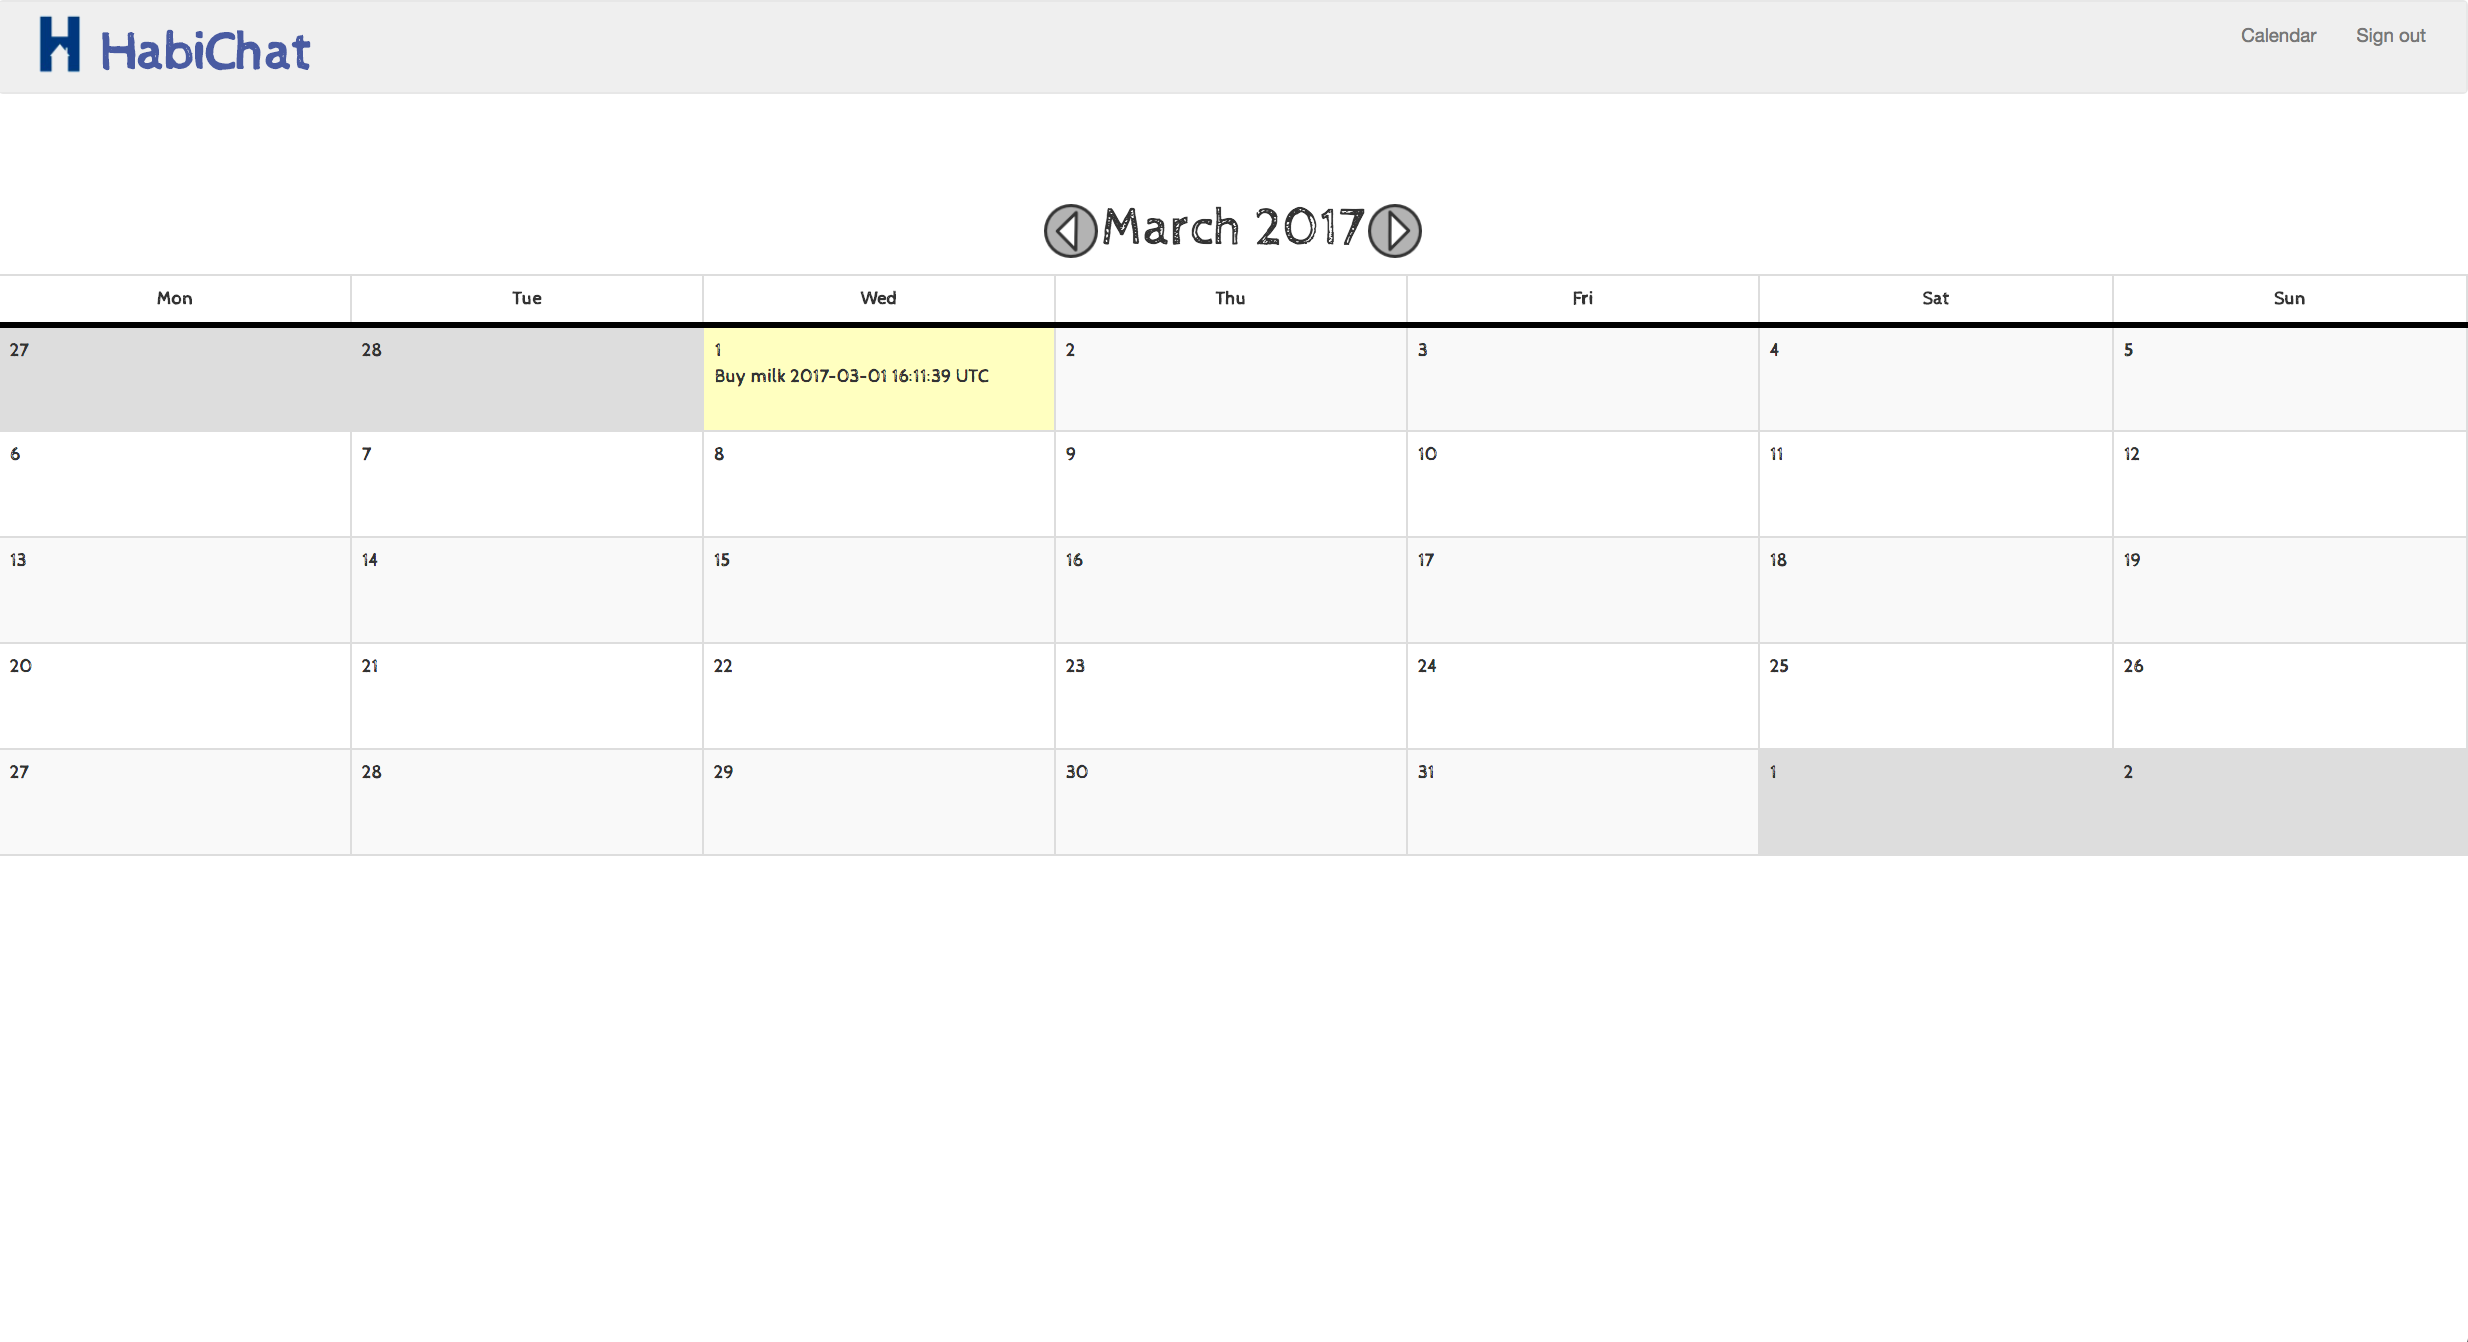 HabiChat
Calendar Sign out
March 2017
Mon Tue Wed Thu Fri Sat Sun
27 28 1 2 3 4 5
Buy milk 2017-03-01 16:11:39 UTC
6 7 8 9 10 11 12
13 14 15 16 17 18 19
20 21 22 23 24 25 26
27 28 29 30 31 1 2